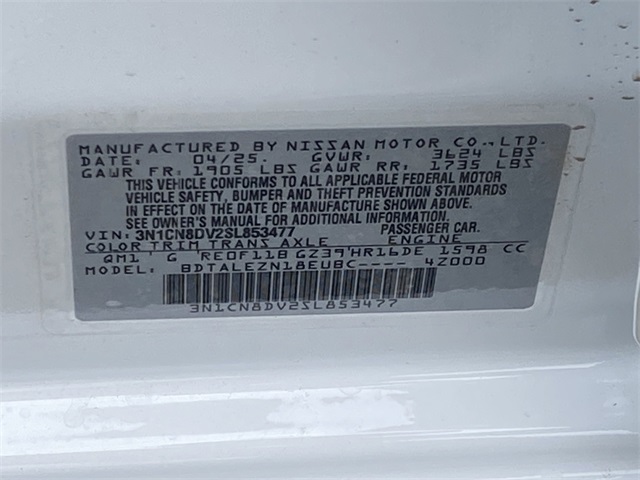 MANUFACTURED BY NISSAN MOTOR CO., LTD.
DATE: 04/25. GVWR: 3624 LBS
GAWR FR: 1905 LBS GAWR RR: 1735 LBS
THIS VEHICLE CONFORMS TO ALL APPLICABLE FEDERAL MOTOR
VEHICLE SAFETY, BUMPER AND THEFT PREVENTION STANDARDS
IN EFFECT ON THE DATE OF MANUFACTURE SHOWN ABOVE.
SEE OWNER'S MANUAL FOR ADDITIONAL INFORMATION.
VIN: 3N1CN8DV2SL853477 PASSENGER CAR.
COLOR TRIM TRANS AXLE ENGINE
QM1 G RE0F11B GZ39 HR16DE 1598 CC
MODEL: BDTALEZN18EUBC---- 4Z000
3N1CN8DV2SL853477